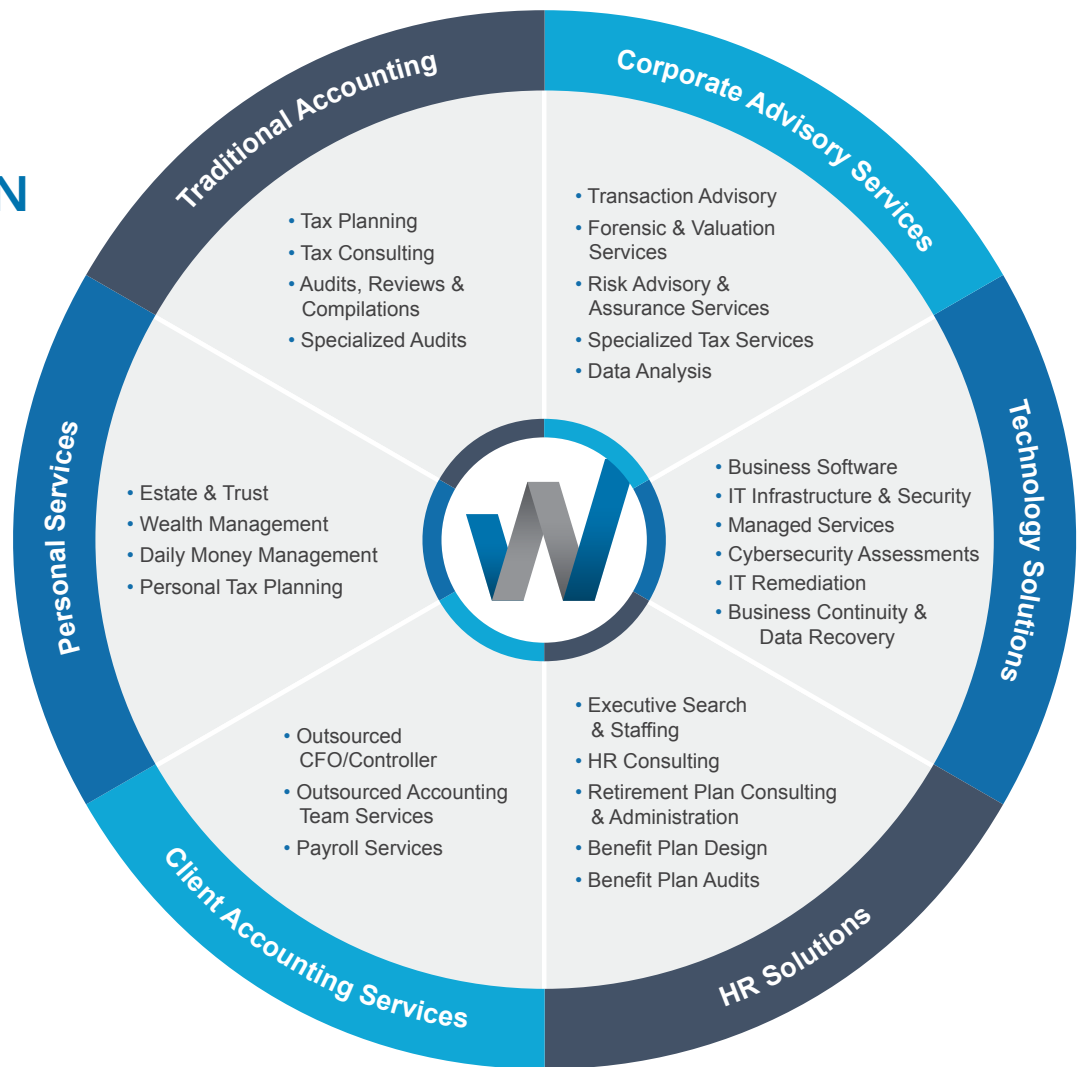 N
Traditional Accounting
• Tax Planning
• Tax Consulting
• Audits, Reviews &
Compilations
• Specialized Audits
Corporate Advisory Services
• Transaction Advisory
• Forensic & Valuation
Services
• Risk Advisory &
Assurance Services
• Specialized Tax Services
• Data Analysis
Technology Solutions
• Business Software
• IT Infrastructure & Security
• Managed Services
• Cybersecurity Assessments
• IT Remediation
• Business Continuity &
Data Recovery
HR Solutions
• Executive Search
& Staffing
• HR Consulting
• Retirement Plan Consulting
& Administration
• Benefit Plan Design
• Benefit Plan Audits
Client Accounting Services
• Outsourced
CFO/Controller
• Outsourced Accounting
Team Services
• Payroll Services
Personal Services
• Estate & Trust
• Wealth Management
• Daily Money Management
• Personal Tax Planning
W